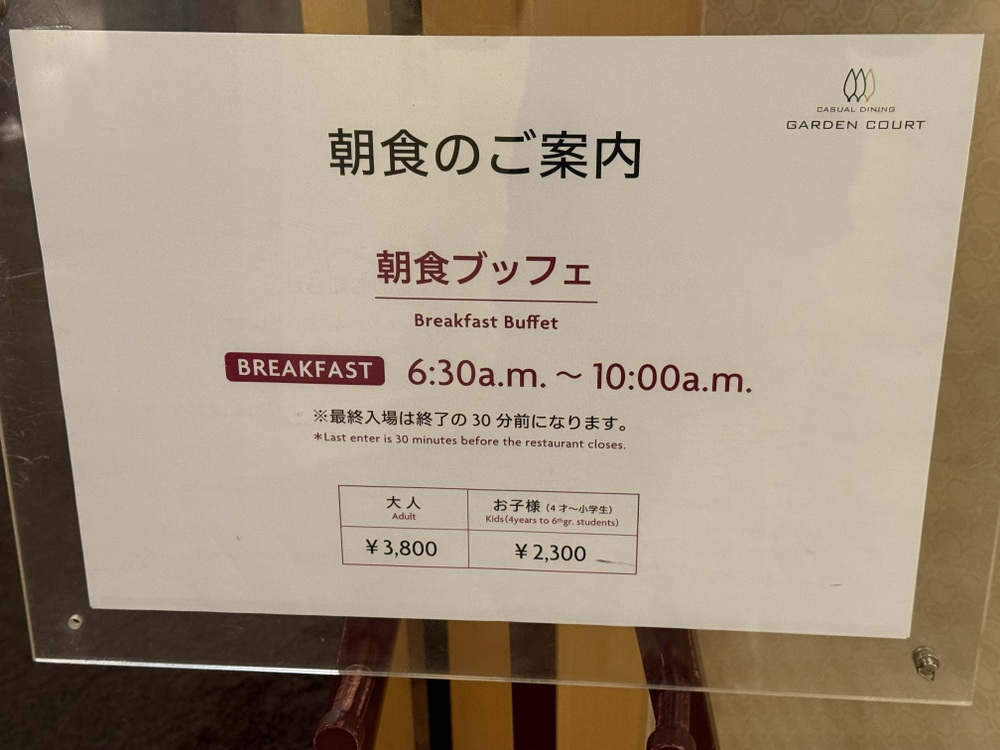 CASUAL DINING
GARDEN COURT
朝食のご案内
朝食ブッフェ
Breakfast Buffet
BREAKFAST 6:30a.m. ～ 10:00a.m.
※最終入場は終了の 30 分前になります。
*Last enter is 30 minutes before the restaurant closes.
大 人 お子様 (4 才～小学生)
Adult Kids(4years to 6thgr. students)
¥3,800 ¥2,300